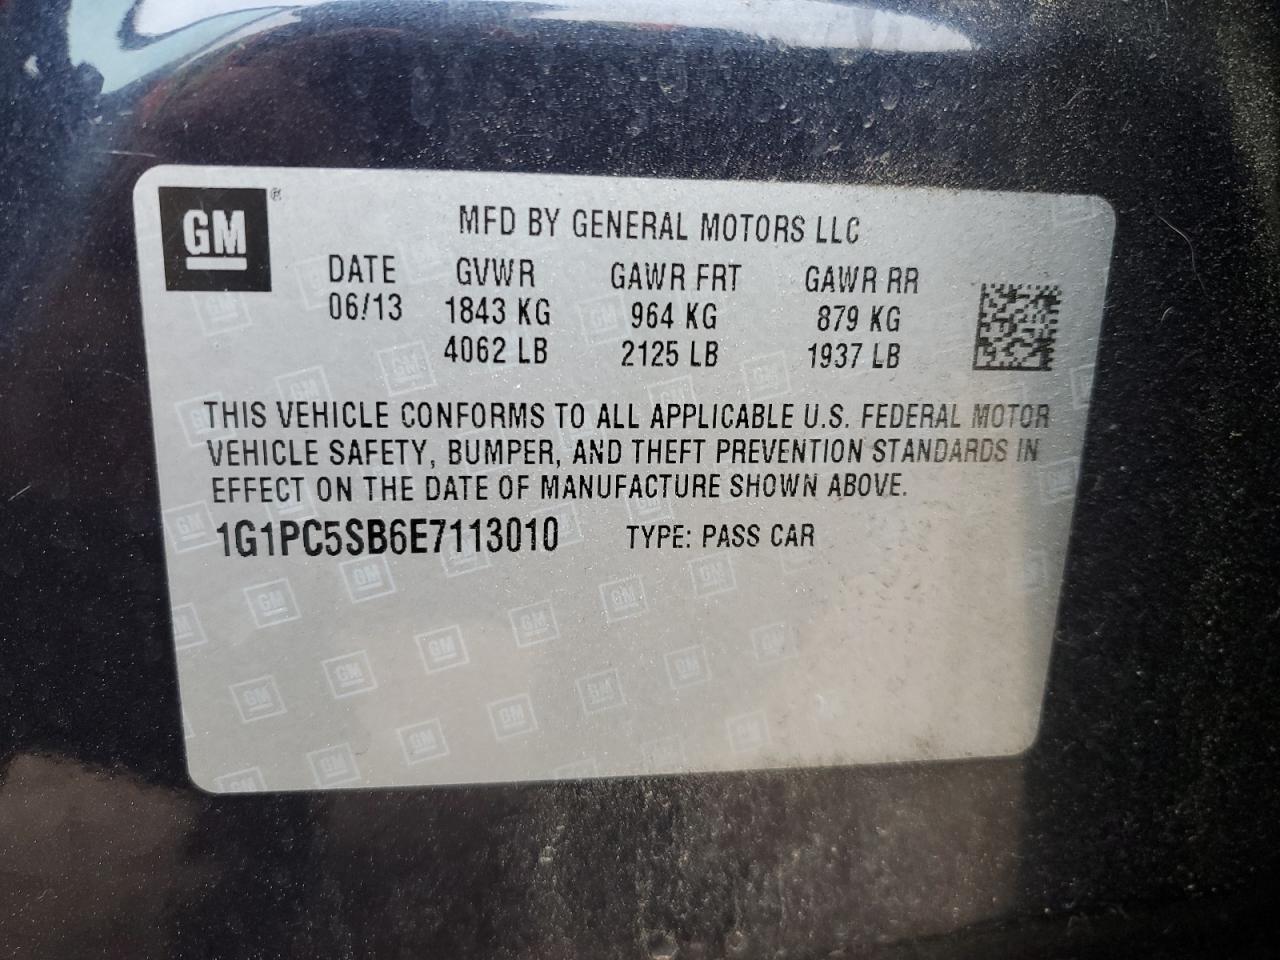 GM ®
MFD BY GENERAL MOTORS LLC
DATE GVWR GAWR FRT GAWR RR
06/13 1843 KG 964 KG 879 KG
4062 LB 2125 LB 1937 LB
THIS VEHICLE CONFORMS TO ALL APPLICABLE U.S. FEDERAL MOTOR
VEHICLE SAFETY, BUMPER, AND THEFT PREVENTION STANDARDS IN
EFFECT ON THE DATE OF MANUFACTURE SHOWN ABOVE.
1G1PC5SB6E7113010 TYPE: PASS CAR